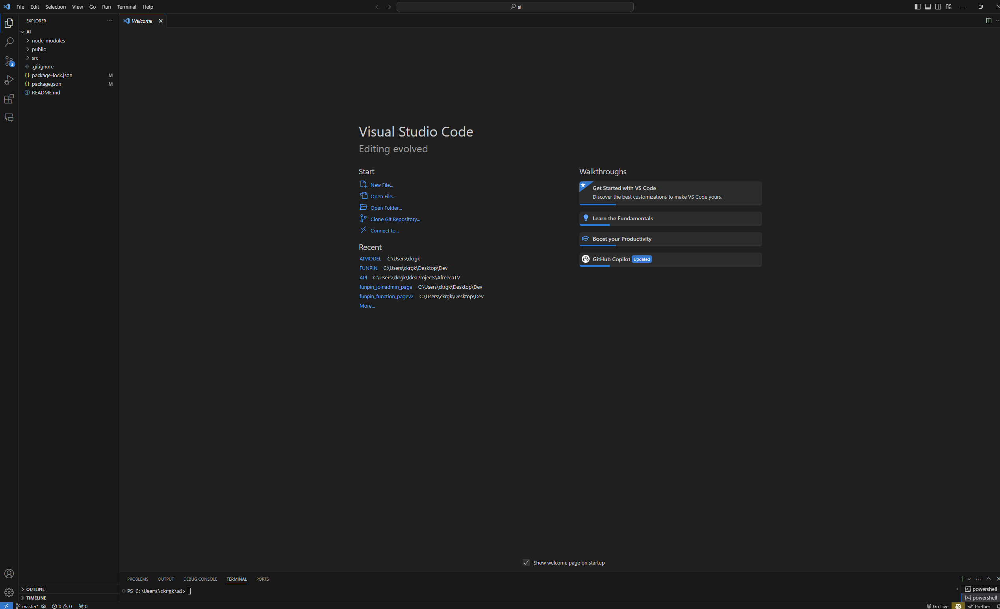 File Edit Selection View Go Run Terminal Help
ai
EXPLORER
Welcome
AI
node_modules
public
src
.gitignore
package-lock.json M
package.json M
README.md
2
Visual Studio Code
Editing evolved
Start
New File...
Open File...
Open Folder...
Clone Git Repository...
Connect to...
Recent
AIMODEL C:\Users\ckrgk
FUNPIN C:\Users\ckrgk\Desktop\Dev
API C:\Users\ckrgk\IdeaProjects\AfreecaTV
funpin_joinadmin_page C:\Users\ckrgk\Desktop\Dev
funpin_function_pagev2 C:\Users\ckrgk\Desktop\Dev
More...
Walkthroughs
Get Started with VS Code
Discover the best customizations to make VS Code yours.
Learn the Fundamentals
Boost your Productivity
GitHub Copilot Updated
Show welcome page on startup
PROBLEMS OUTPUT DEBUG CONSOLE TERMINAL PORTS
PS C:\Users\ckrgk\ai>
powershell
powershell
OUTLINE
TIMELINE
master* 0 0 0
Go Live Prettier